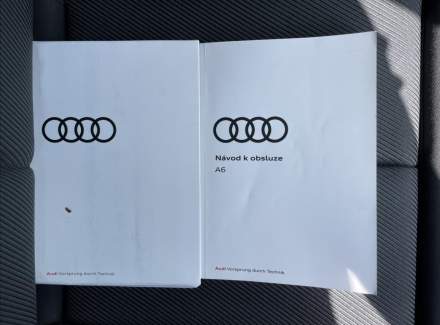 Návod k obsluze
A6
Audi Vorsprung durch Technik
Audi Vorsprung durch Technik